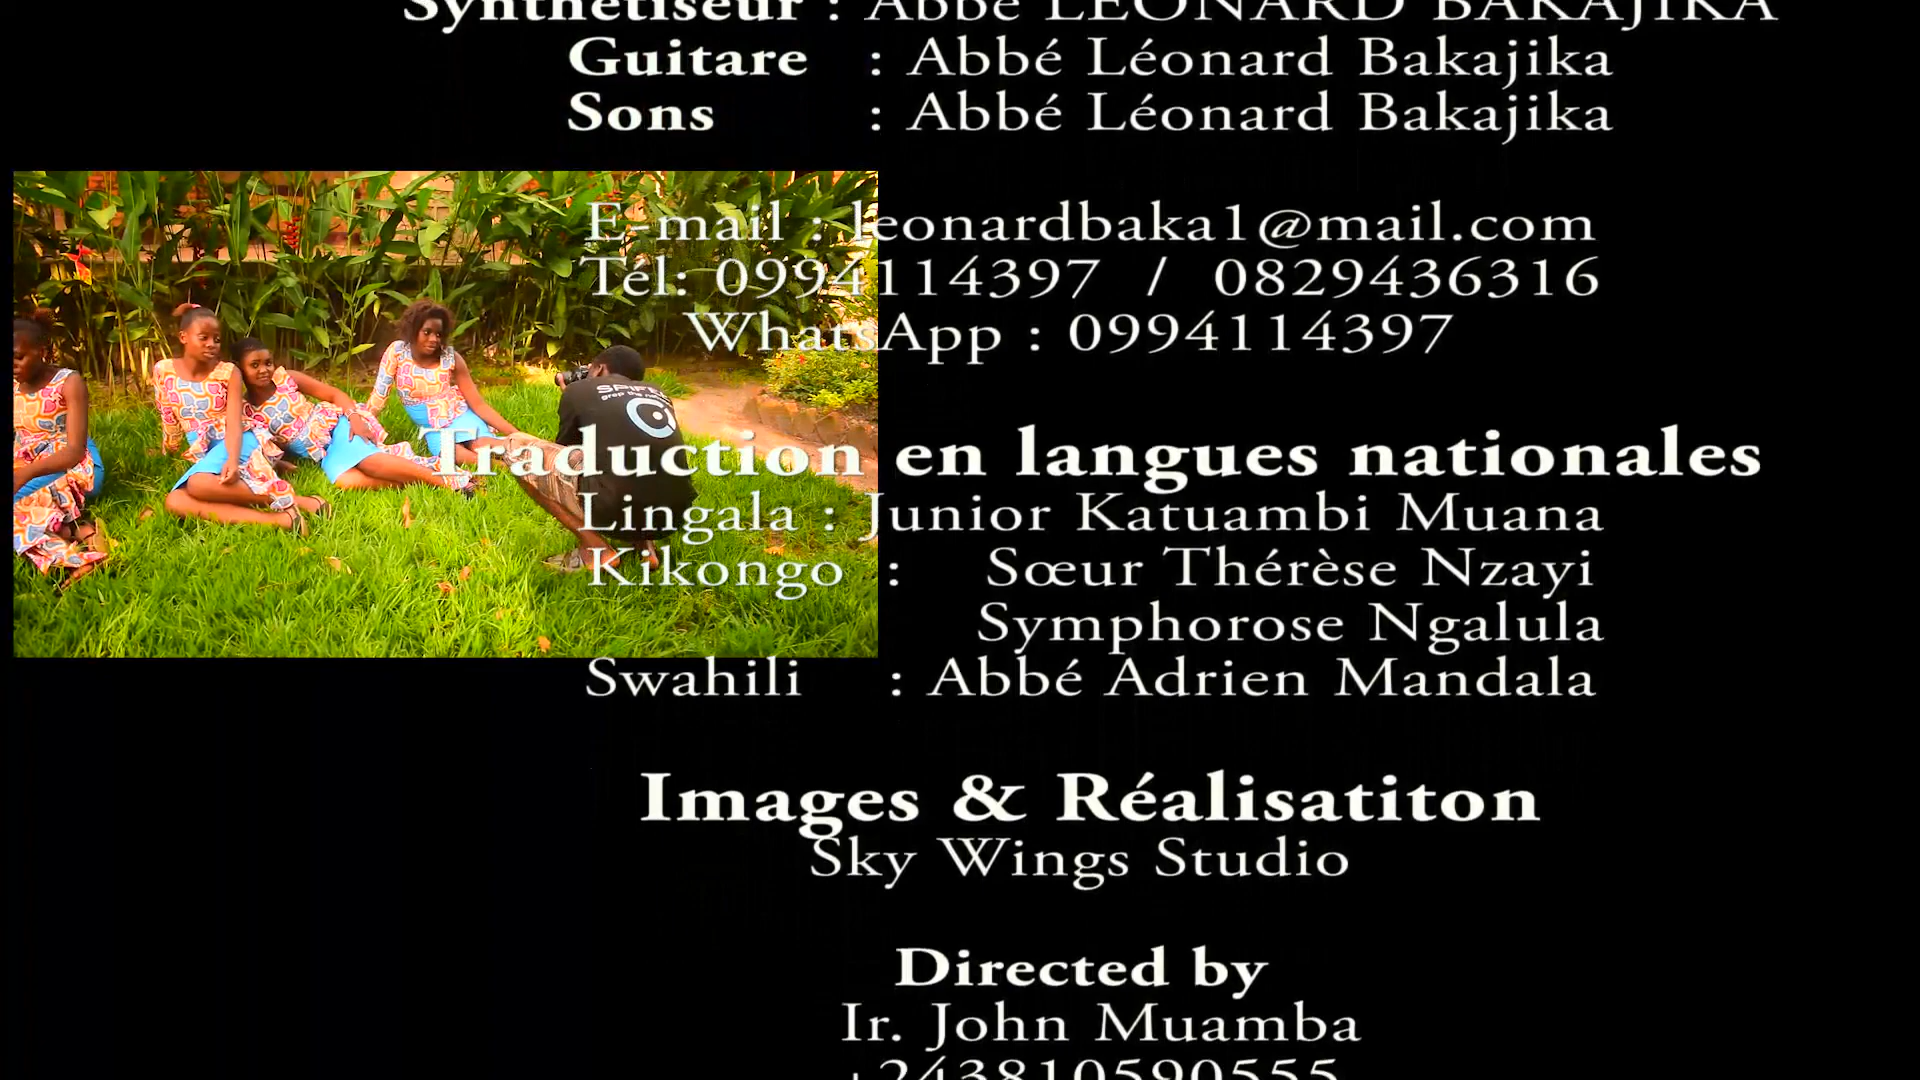 Synthétiseur : Abbé LEONARD BAKAJIKA
Guitare : Abbé Léonard Bakajika
Sons : Abbé Léonard Bakajika
E-mail : leonardbaka1@mail.com
Tél: 0994114397 / 0829436316
WhatsApp : 0994114397
Traduction en langues nationales
Lingala : Junior Katuambi Muana
Kikongo : Sœur Thérèse Nzayi
Symphorose Ngalula
Swahili : Abbé Adrien Mandala
Images & Réalisatiton
Sky Wings Studio
Directed by
Ir. John Muamba
+243810590555